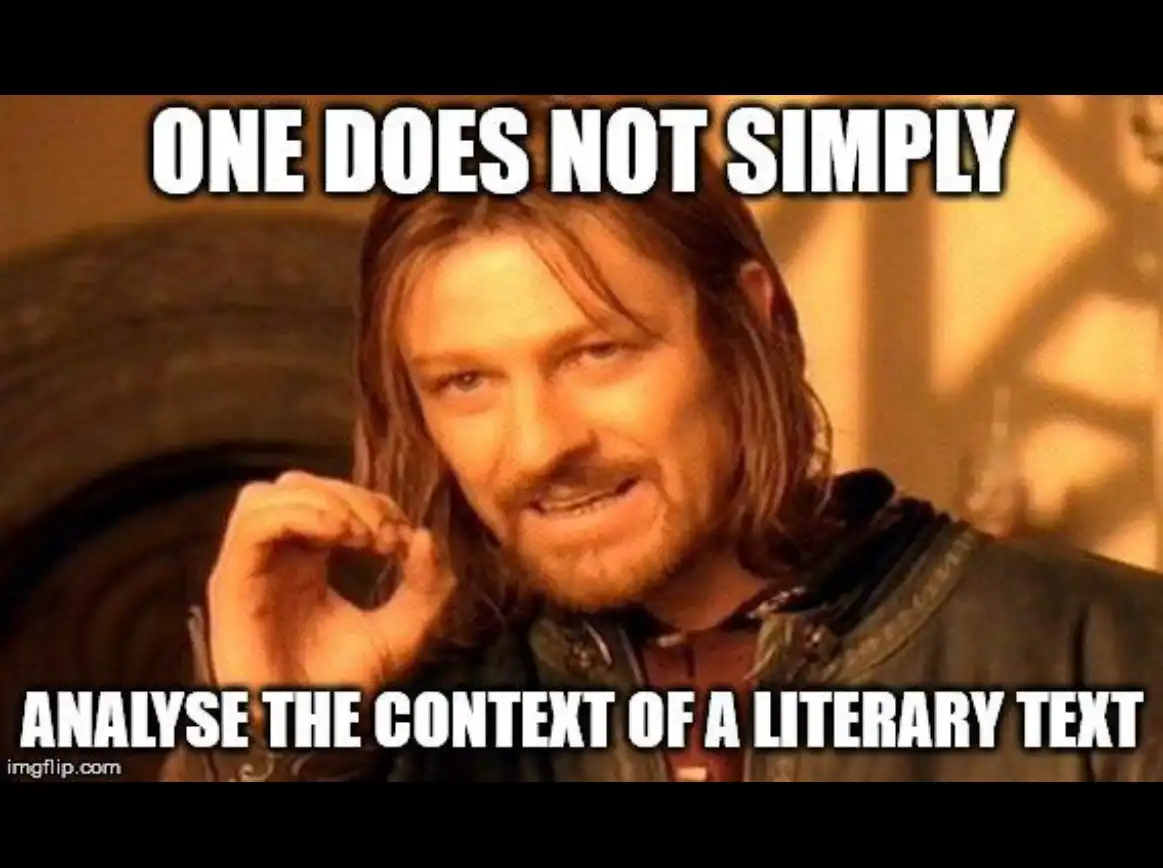 ONE DOES NOT SIMPLY
ANALYSE THE CONTEXT OF A LITERARY TEXT
imgflip.com